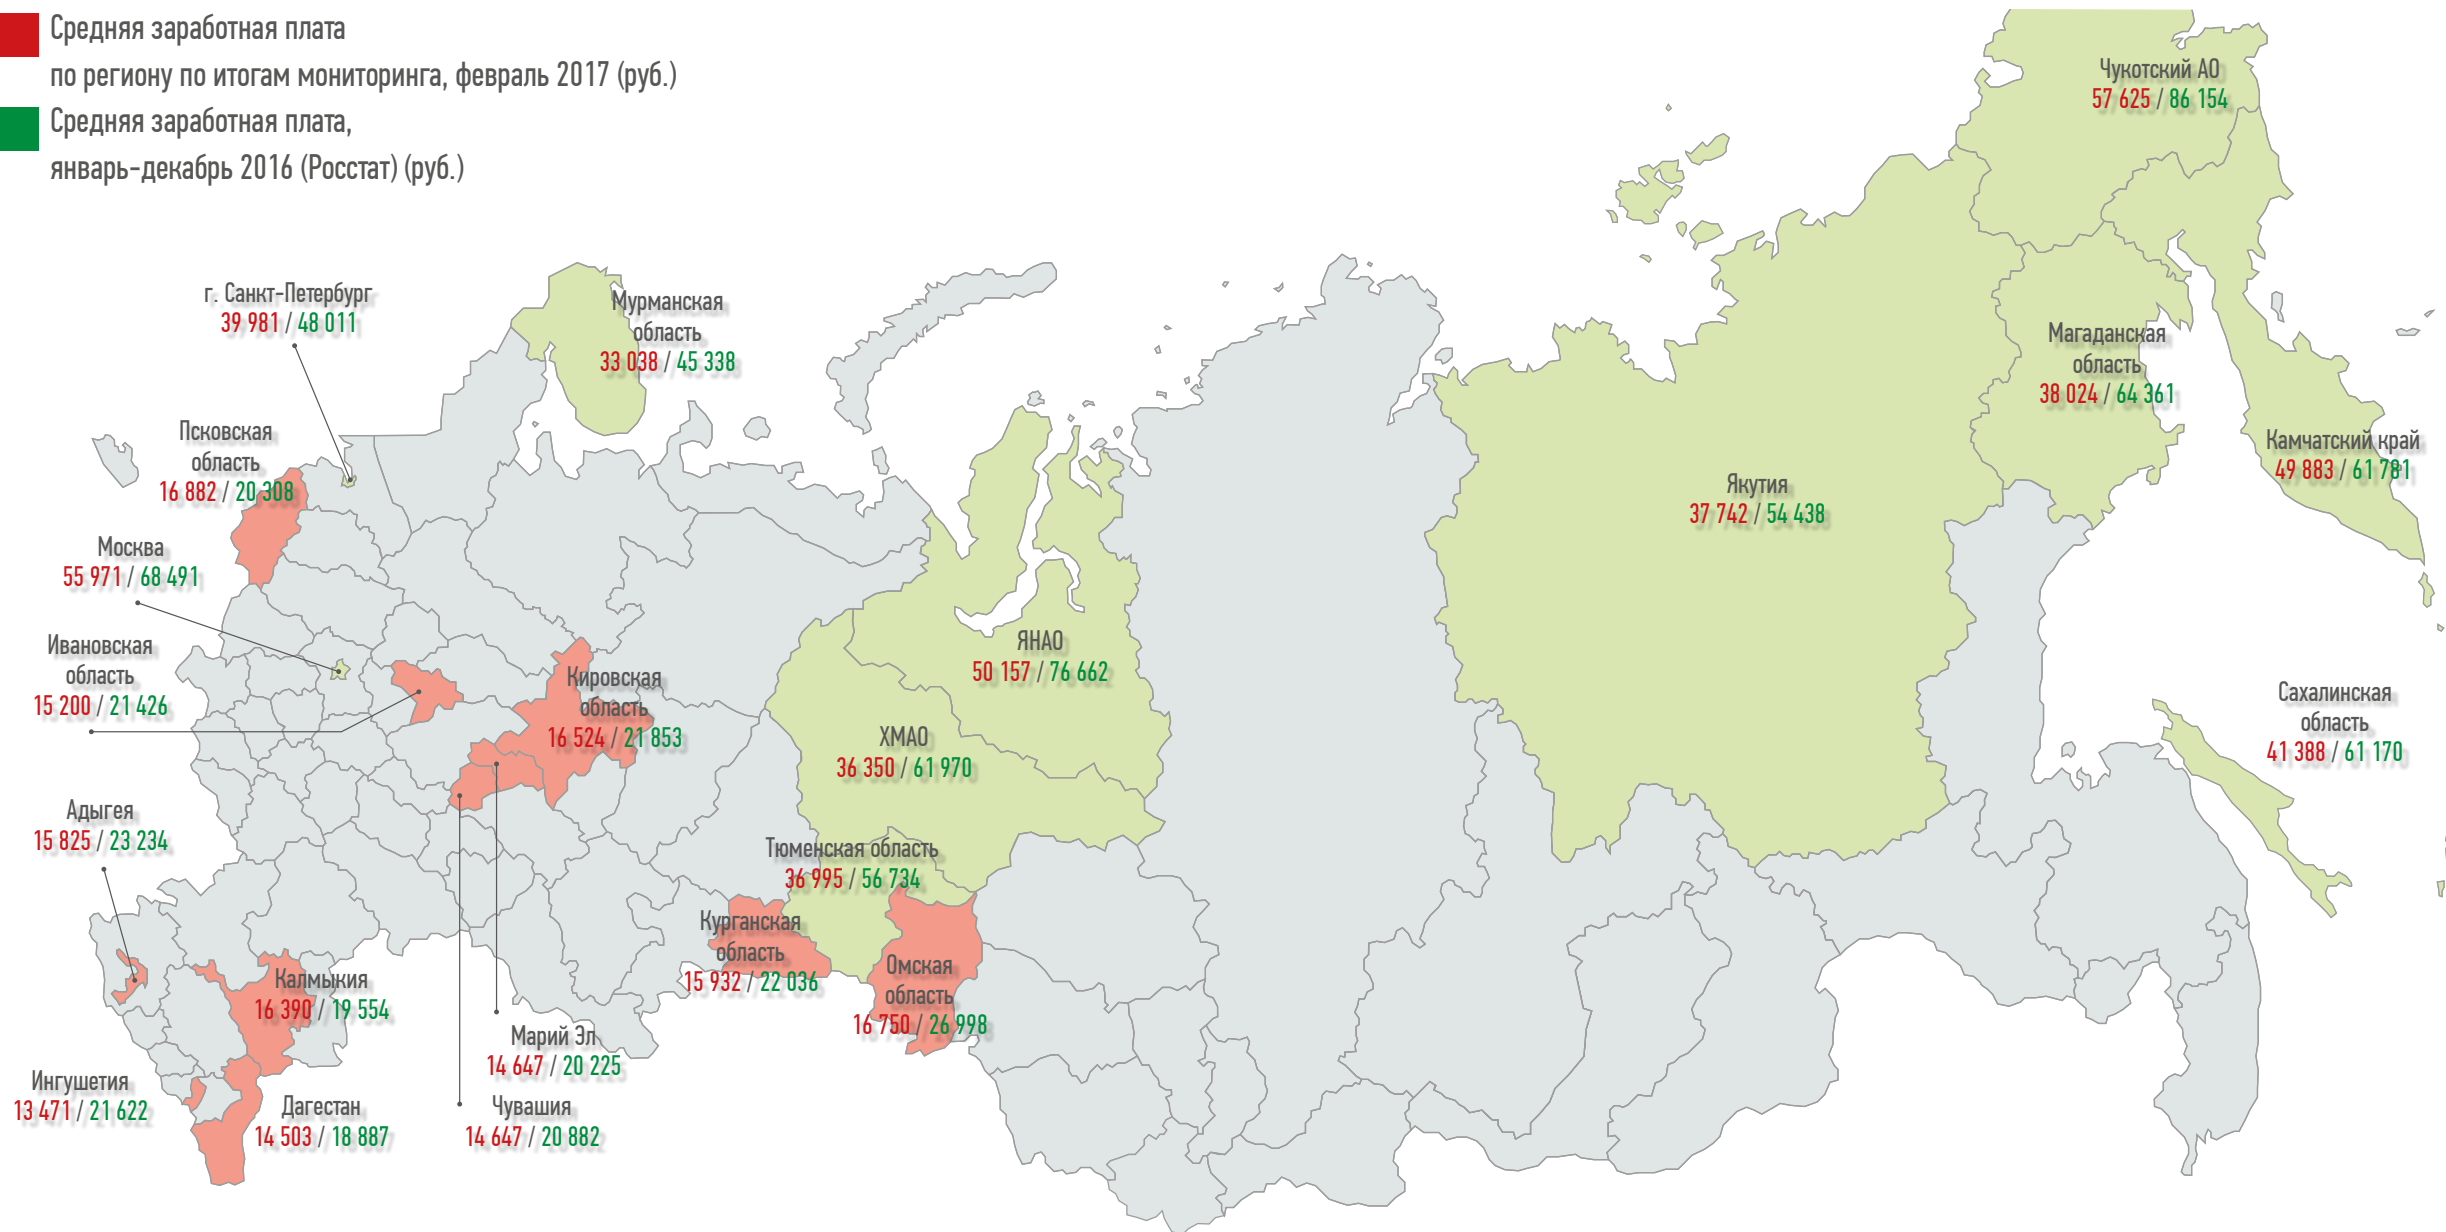 Средняя заработная плата
по региону по итогам мониторинга, февраль 2017 (руб.)
Средняя заработная плата,
январь-декабрь 2016 (Росстат) (руб.)
Чукотский АО
57 625 / 86 154
г. Санкт-Петербург
39 981 / 48 011
Мурманская
область
33 038 / 45 338
Магаданская
область
38 024 / 64 361
Псковская
область
16 882 / 20 308
Камчатский край
49 883 / 61 781
Якутия
37 742 / 54 438
Москва
55 971 / 68 491
Ивановская
область
15 200 / 21 426
Кировская
область
16 524 / 21 853
ЯНАО
50 157 / 76 662
ХМАО
36 350 / 61 970
Сахалинская
область
41 388 / 61 170
Адыгея
15 825 / 23 234
Тюменская область
36 995 / 56 734
Курганская
область
15 932 / 22 036
Омская
область
16 750 / 26 998
Калмыкия
16 390 / 19 554
Марий Эл
14 647 / 20 225
Ингушетия
13 471 / 21 622
Дагестан
14 503 / 18 887
Чувашия
14 647 / 20 882